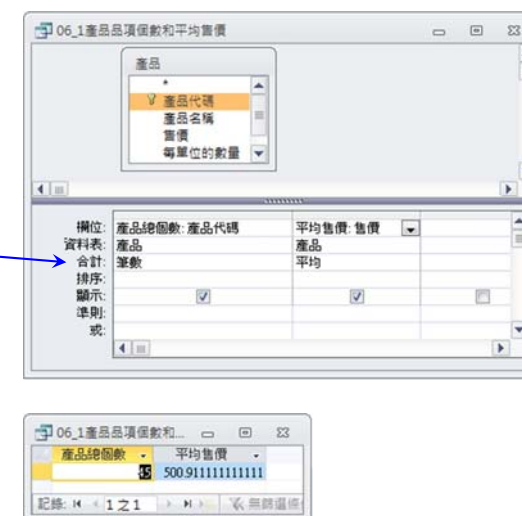 06_1產品品項個數和平均售價
產品
*
產品代碼
產品名稱
售價
每單位的數量
欄位: 產品總個數: 產品代碼 平均售價: 售價
資料表: 產品 產品
合計: 筆數 平均
排序:
顯示:
準則:
或:
06_1產品品項個數和...
產品總個數 平均售價
45 500.911111111111
記錄: 1 之 1 無篩選條